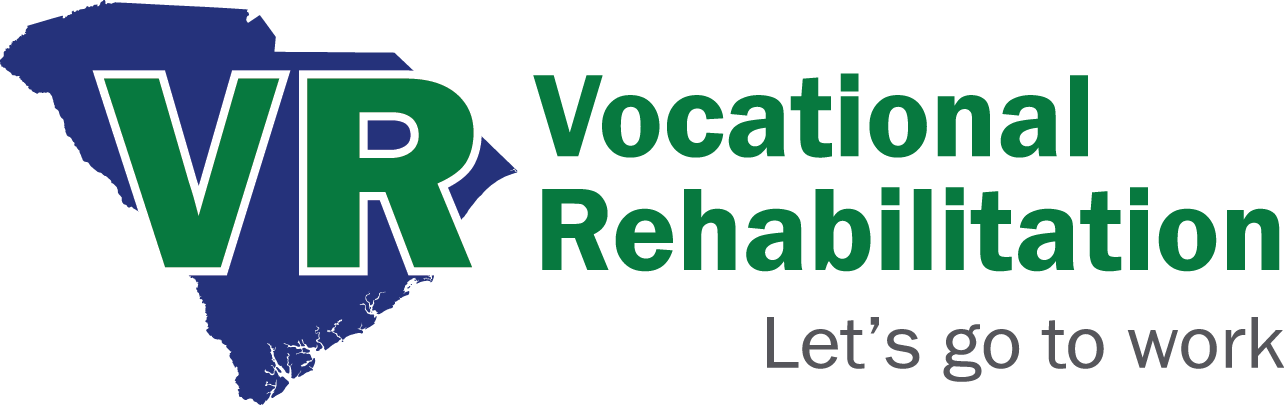 VR
Vocational
Rehabilitation
Let’s go to work